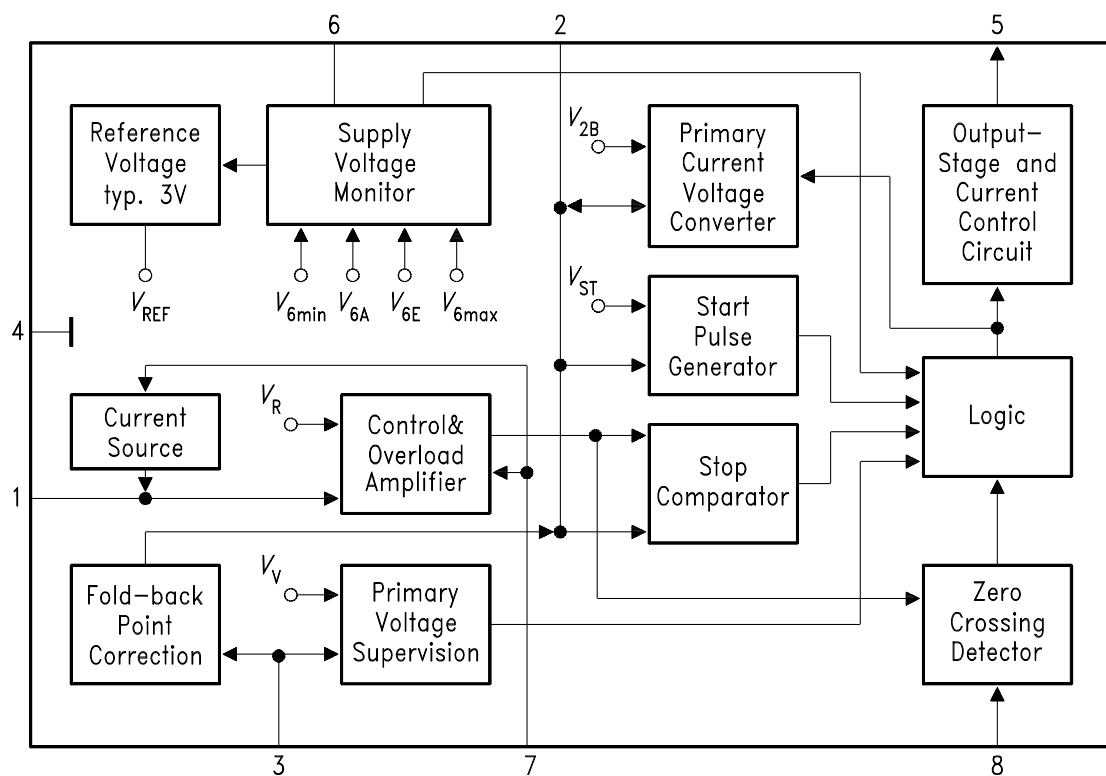 6
2
5
Reference
Voltage
typ. 3V
Supply
Voltage
Monitor
V2B
Primary
Current
Voltage
Converter
Output-
Stage and
Current
Control
Circuit
VREF
V6min
V6A
V6E
V6max
VST
Start
Pulse
Generator
4
Current
Source
VR
Control&
Overload
Amplifier
Stop
Comparator
Logic
1
Fold-back
Point
Correction
VV
Primary
Voltage
Supervision
Zero
Crossing
Detector
3
7
8